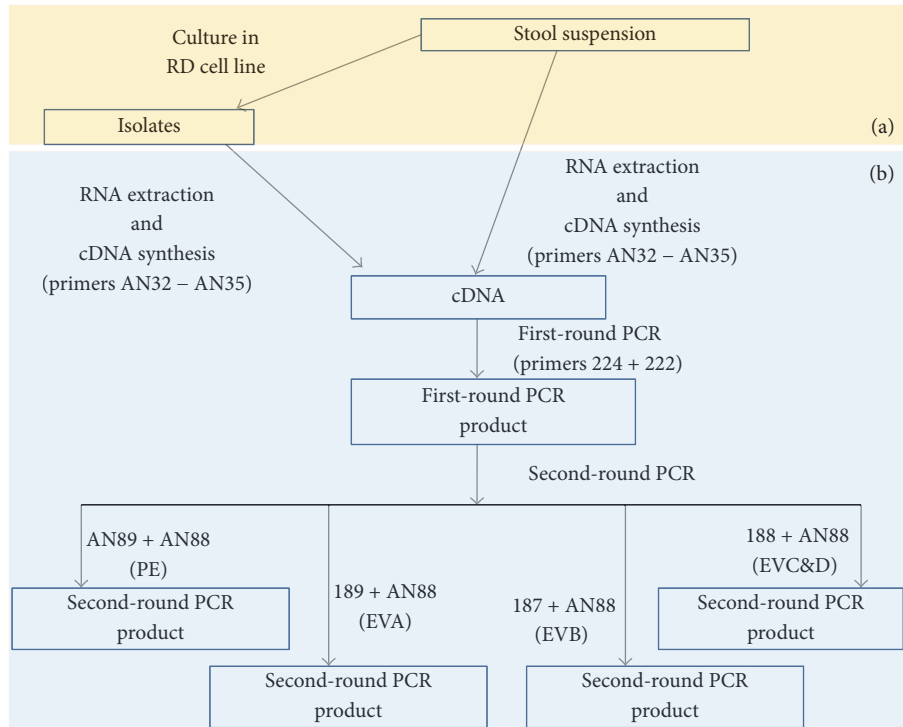 Stool suspension
Culture in
RD cell line
Isolates
(a)
(b)
RNA extraction
and
cDNA synthesis
(primers AN32 − AN35)
RNA extraction
and
cDNA synthesis
(primers AN32 − AN35)
cDNA
First-round PCR
(primers 224 + 222)
First-round PCR
product
Second-round PCR
AN89 + AN88
(PE)
Second-round PCR
product
189 + AN88
(EVA)
Second-round PCR
product
187 + AN88
(EVB)
Second-round PCR
product
188 + AN88
(EVC&D)
Second-round PCR
product